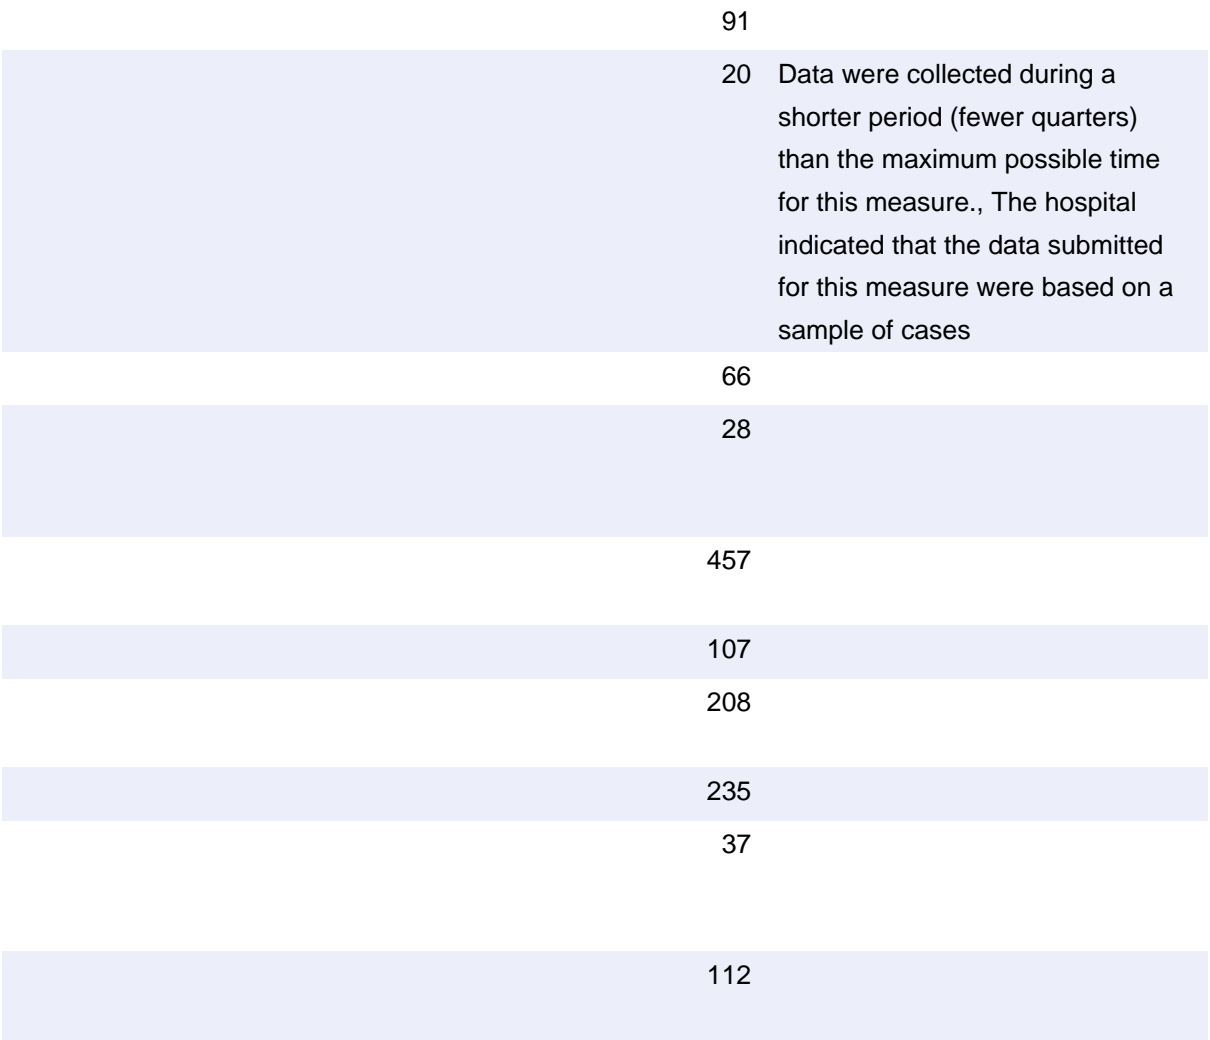 91
20 Data were collected during a
shorter period (fewer quarters)
than the maximum possible time
for this measure., The hospital
indicated that the data submitted
for this measure were based on a
sample of cases
66
28
457
107
208
235
37
112